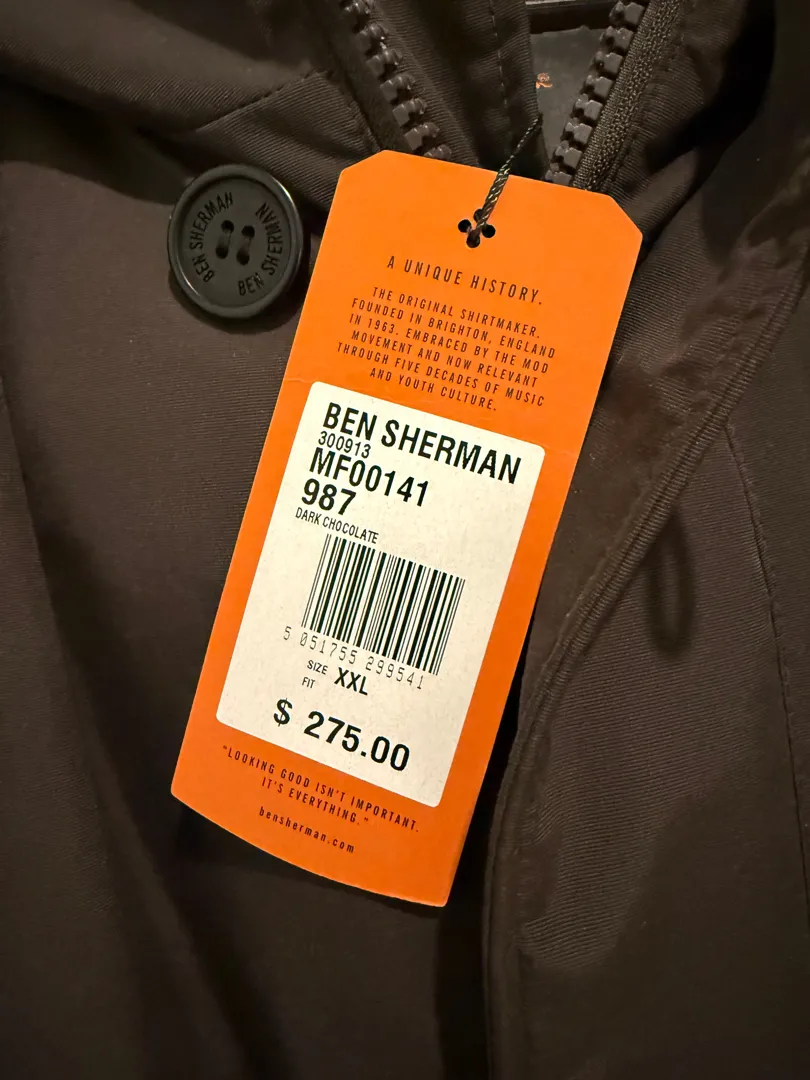 BEN SHERMAN
BEN SHERMAN
A UNIQUE HISTORY.
THE ORIGINAL SHIRTMAKER.
FOUNDED IN BRIGHTON, ENGLAND
IN 1963. EMBRACED BY THE MOD
MOVEMENT AND NOW RELEVANT
THROUGH FIVE DECADES OF MUSIC
AND YOUTH CULTURE.
BEN SHERMAN
300913
MF00141
987
DARK CHOCOLATE
5 051755 299541
SIZE XXL
FIT
$ 275.00
"LOOKING GOOD ISN'T IMPORTANT.
IT'S EVERYTHING."
bensherman.com